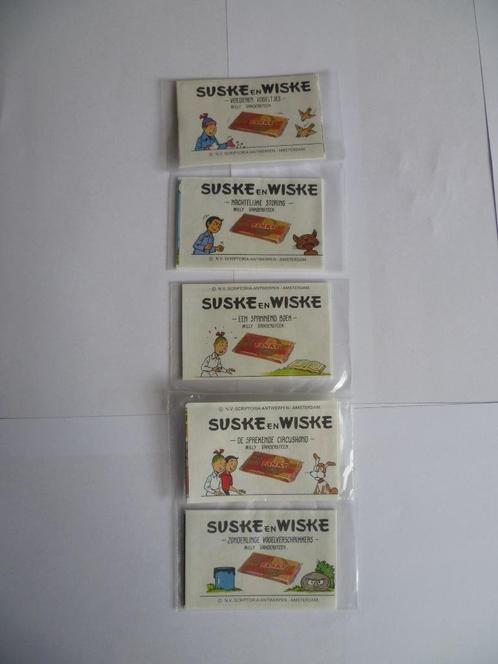 SUSKE EN WISKE
VOGELTJES -
WILLY VANDERSTEEN
© N.V. SCRIPTORIA ANTWERPEN - AMSTERDAM.
SUSKE EN WISKE
- NACHTELIJKE STORING -
WILLY VANDERSTEEN.
© N.V. SCRIPTORIA ANTWERPEN - AMSTERDAM.
© N.V. SCRIPTORIA ANTWERPEN - AMSTERDAM.
SUSKE EN WISKE
- EEN SPANNEND BOEK -
WILLY VANDERSTEEN.
© N.V. SCRIPTORIA ANTWERPEN - AMSTERDAM.
SUSKE EN WISKE
- DE SPREKENDE CIRCUSHOND -
WILLY VANDERSTEEN.
SUSKE EN WISKE
- ZONDERLINGE VOGELVERSCHRIKKERS -
WILLY VANDERSTEEN.
© N.V. SCRIPTORIA ANTWERPEN - AMSTERDAM.